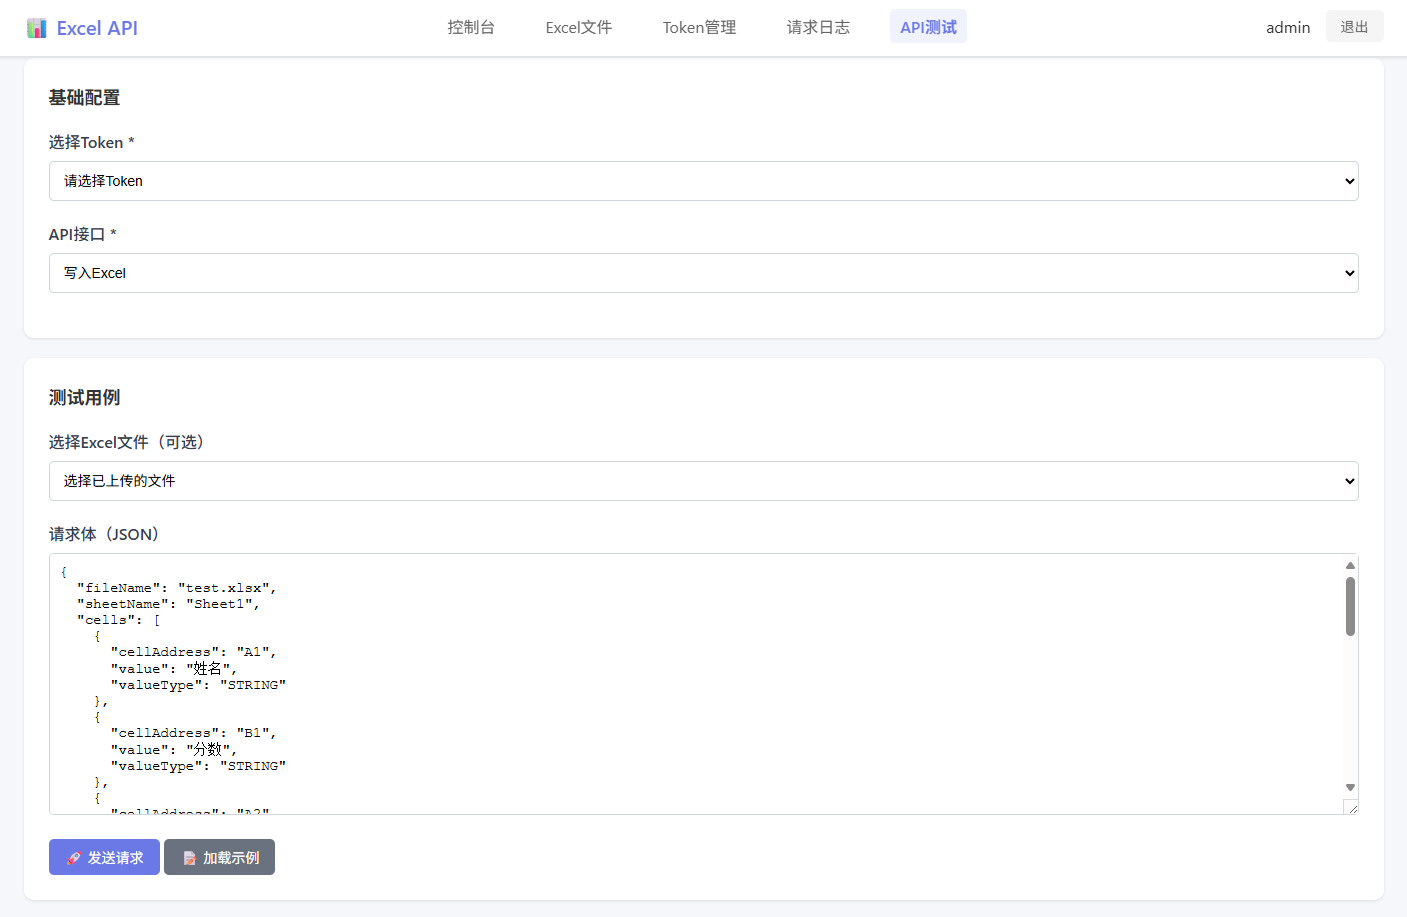 Excel API
控制台
Excel文件
Token管理
请求日志
API测试
admin
退出
基础配置
选择Token *
请选择Token
API接口 *
写入Excel
测试用例
选择Excel文件（可选）
选择已上传的文件
请求体（JSON）
{
  "fileName": "test.xlsx",
  "sheetName": "Sheet1",
  "cells": [
    {
      "cellAddress": "A1",
      "value": "姓名",
      "valueType": "STRING"
    },
    {
      "cellAddress": "B1",
      "value": "分数",
      "valueType": "STRING"
    },
    {
      "cellAddress": "A2",
发送请求
加载示例